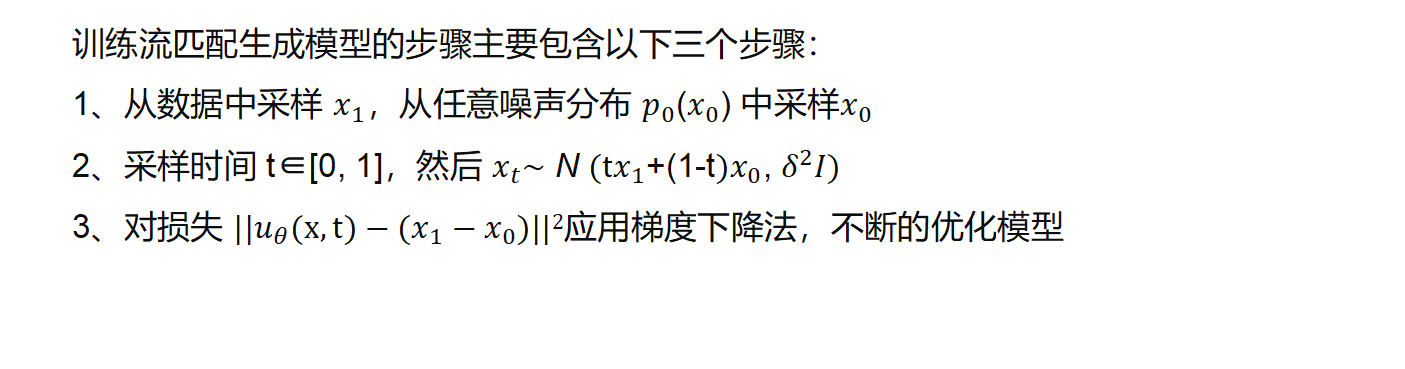 训练流匹配生成模型的步骤主要包含以下三个步骤：
1、从数据中采样 𝑥₁，从任意噪声分布 𝑝₀(𝑥₀) 中采样𝑥₀
2、采样时间 t∈[0, 1]，然后 𝑥ₜ~ N (t𝑥₁+(1-t)𝑥₀, 𝛿²𝐼)
3、对损失 ||𝑢_𝜃(x, t) − (𝑥₁ − 𝑥₀)||²应用梯度下降法，不断的优化模型